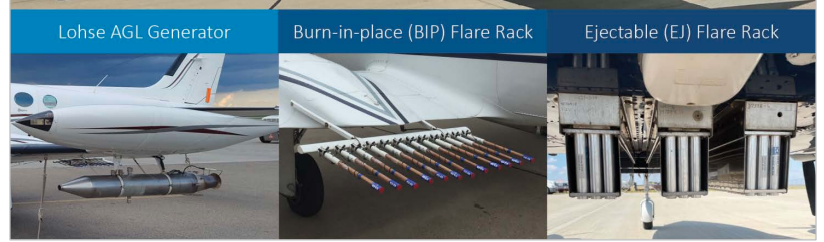 Lohse AGL Generator
Burn-in-place (BIP) Flare Rack
Ejectable (EJ) Flare Rack